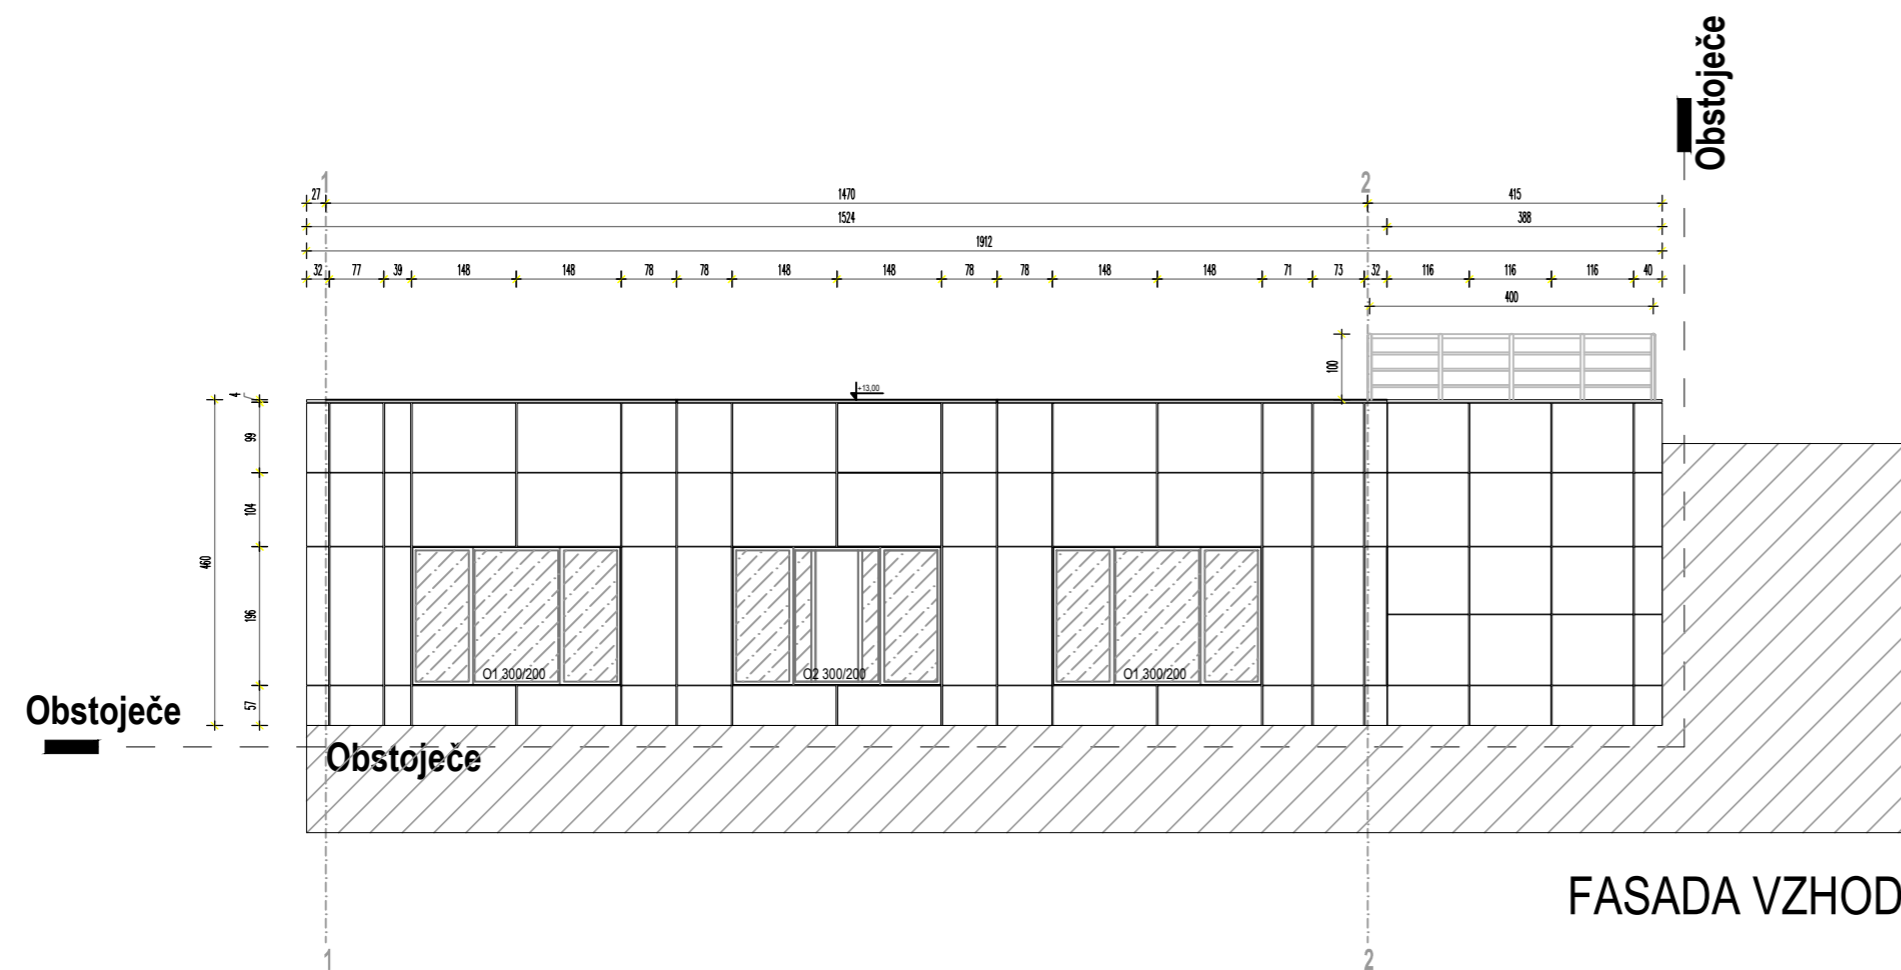 Obstoječe
1
2
27 1470 415
1524 388
1912
32 77 39 148 148 78 78 148 148 78 78 148 148 71 73 32 116 116 116 40
400
100
+13,00
4
99
104
460
196
57
O1 300/200
O2 300/200
O1 300/200
Obstoječe
Obstoječe
FASADA VZHOD
1
2